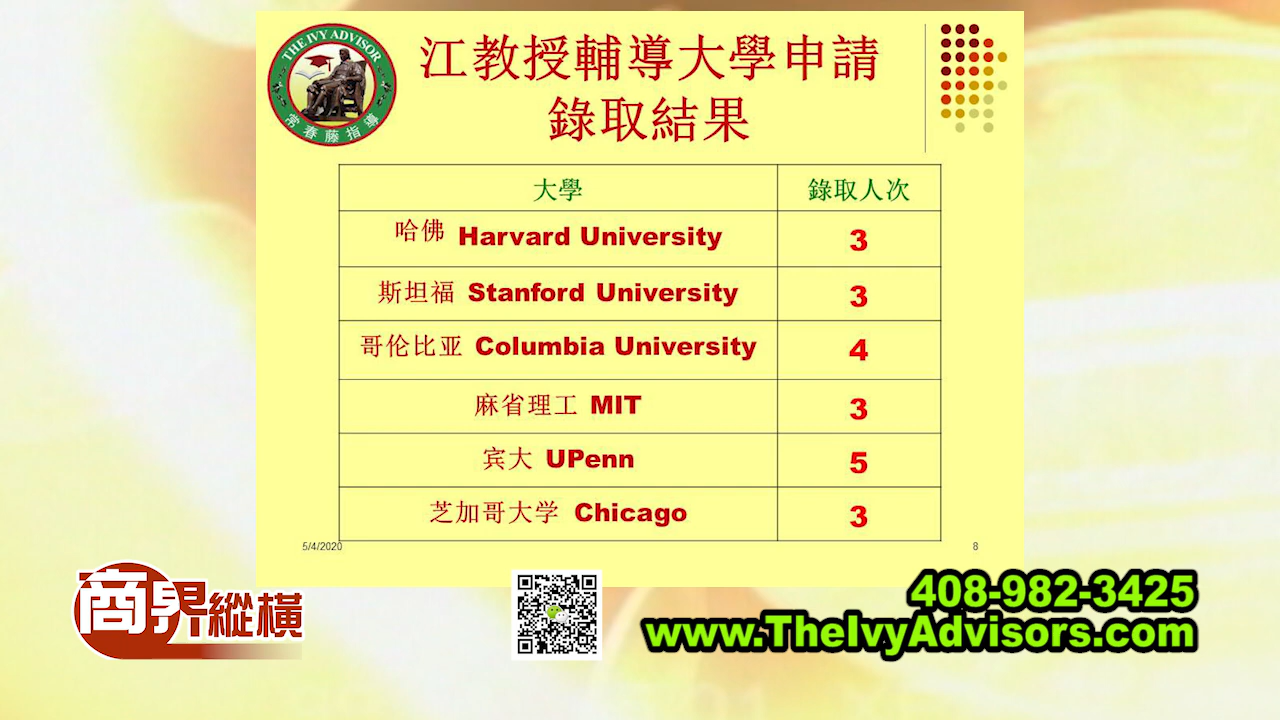 THE IVY ADVISOR
常春藤指導
江教授輔導大學申請
錄取結果
大學 錄取人次
哈佛 Harvard University 3
斯坦福 Stanford University 3
哥伦比亚 Columbia University 4
麻省理工 MIT 3
宾大 UPenn 5
芝加哥大学 Chicago 3
5/4/2020 8
商界縱橫
408-982-3425
www.TheIvyAdvisors.com